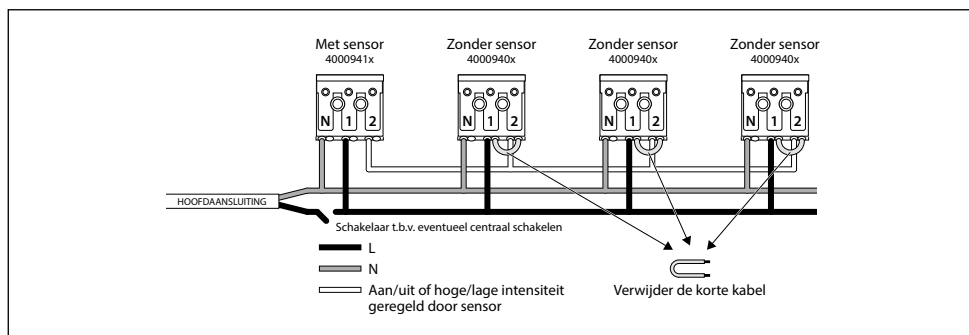 Met sensor Zonder sensor Zonder sensor Zonder sensor
4000941x 4000940x 4000940x 4000940x
N 1 2 N 1 2 N 1 2 N 1 2
HOOFDAANSLUITING
Schakelaar t.b.v. eventueel centraal schakelen
L
N
Aan/uit of hoge/lage intensiteit
geregeld door sensor
Verwijder de korte kabel